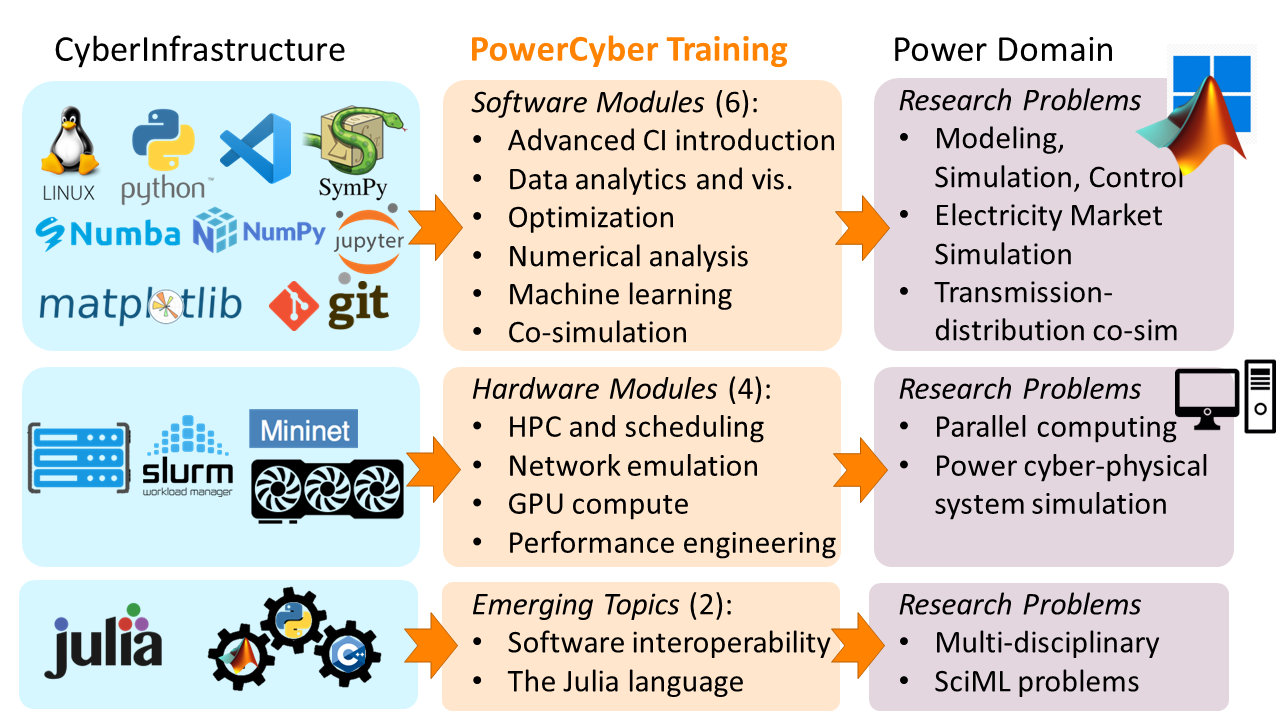 CyberInfrastructure
PowerCyber Training
Power Domain
LINUX
python™
SymPy
Numba
NumPy
jupyter
matplotlib
git
Software Modules (6):
• Advanced CI introduction
• Data analytics and vis.
• Optimization
• Numerical analysis
• Machine learning
• Co-simulation
Research Problems
• Modeling,
Simulation, Control
• Electricity Market
Simulation
• Transmission-
distribution co-sim
Mininet
slurm
workload manager
Hardware Modules (4):
• HPC and scheduling
• Network emulation
• GPU compute
• Performance engineering
Research Problems
• Parallel computing
• Power cyber-physical
system simulation
julia
C++
Emerging Topics (2):
• Software interoperability
• The Julia language
Research Problems
• Multi-disciplinary
• SciML problems